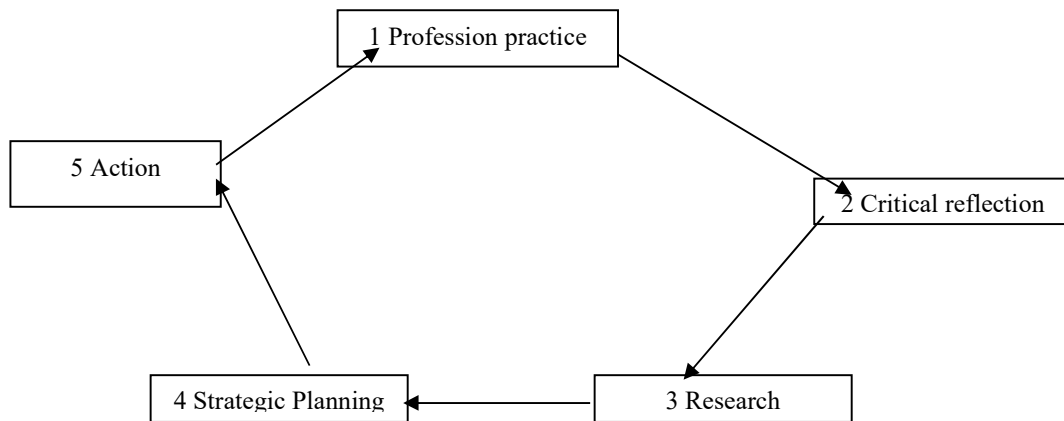 1 Profession practice
5 Action
2 Critical reflection
4 Strategic Planning
3 Research